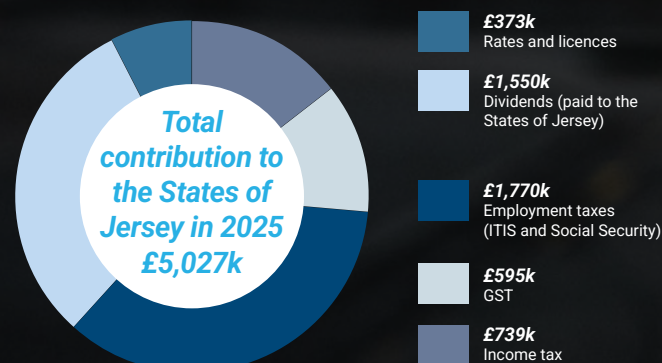 Total
contribution to
the States of
Jersey in 2025
£5,027k
£373k
Rates and licences
£1,550k
Dividends (paid to the
States of Jersey)
£1,770k
Employment taxes
(ITIS and Social Security)
£595k
GST
£739k
Income tax